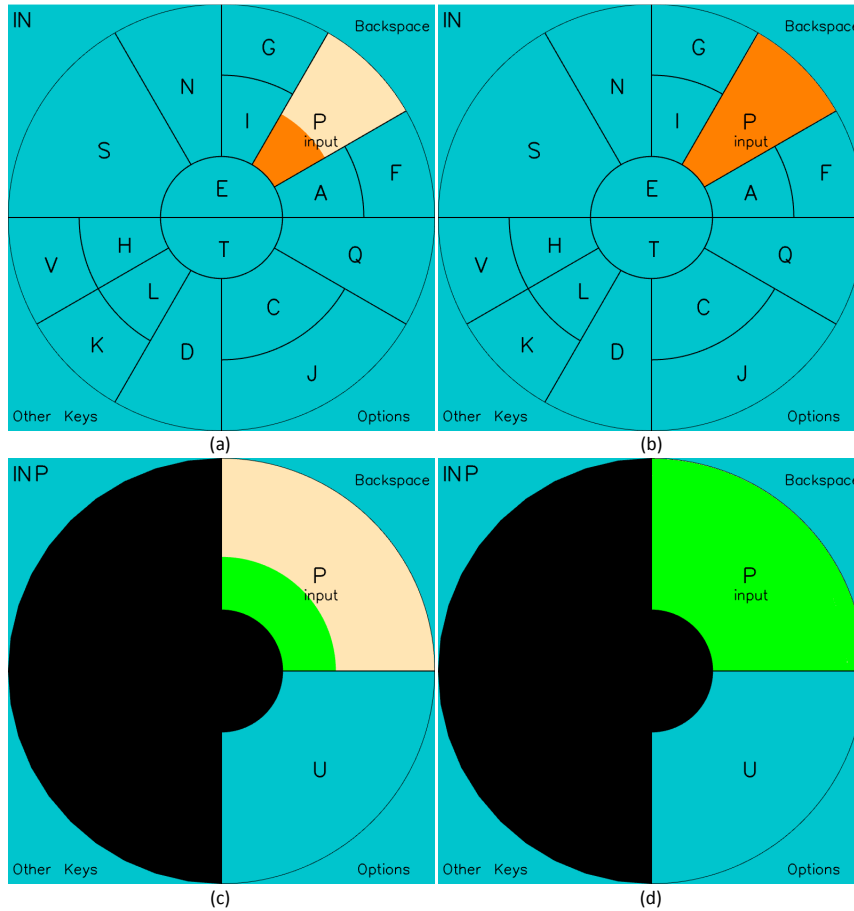 IN
Backspace
G
N
P
input
I
S
F
E
A
T
H
Q
V
L
C
K
D
J
Other Keys
Options
(a)
IN
Backspace
G
N
P
input
I
S
F
E
A
T
H
Q
V
L
C
K
D
J
Other Keys
Options
(b)
INP
Backspace
P
input
U
Other Keys
Options
(c)
INP
Backspace
P
input
U
Other Keys
Options
(d)